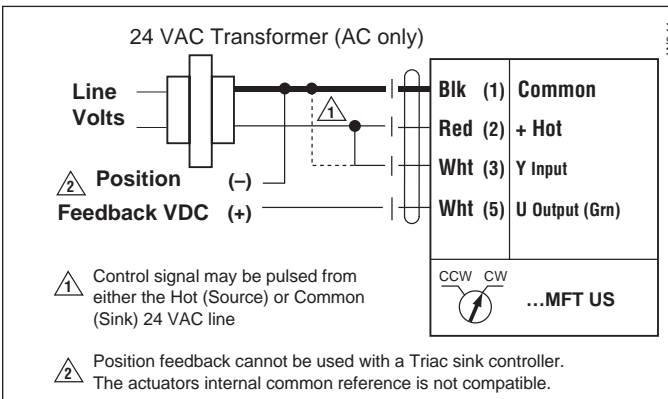 24 VAC Transformer (AC only)
Line
Volts
Blk (1) Common
1
Red (2) + Hot
Wht (3) Y Input
2 Position (–)
Feedback VDC (+)
Wht (5) U Output (Grn)
1 Control signal may be pulsed from
either the Hot (Source) or Common
(Sink) 24 VAC line
CCW CW
...MFT US
2 Position feedback cannot be used with a Triac sink controller.
The actuators internal common reference is not compatible.